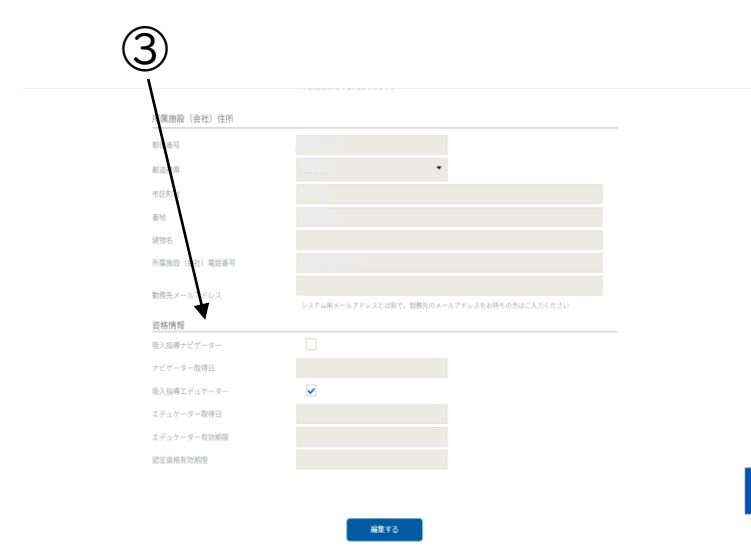 ③
所属施設（会社）住所
郵便番号
都道府県
市区町村
番地
建物名
所属施設（会社）電話番号
勤務先メールアドレス
システム用メールアドレスとは別で、勤務先のメールアドレスをお持ちの方はご入力ください
資格情報
吸入指導ナビゲーター
ナビゲーター取得日
吸入指導エデュケーター
エデュケーター取得日
エデュケーター有効期限
認定資格有効期限
編集する